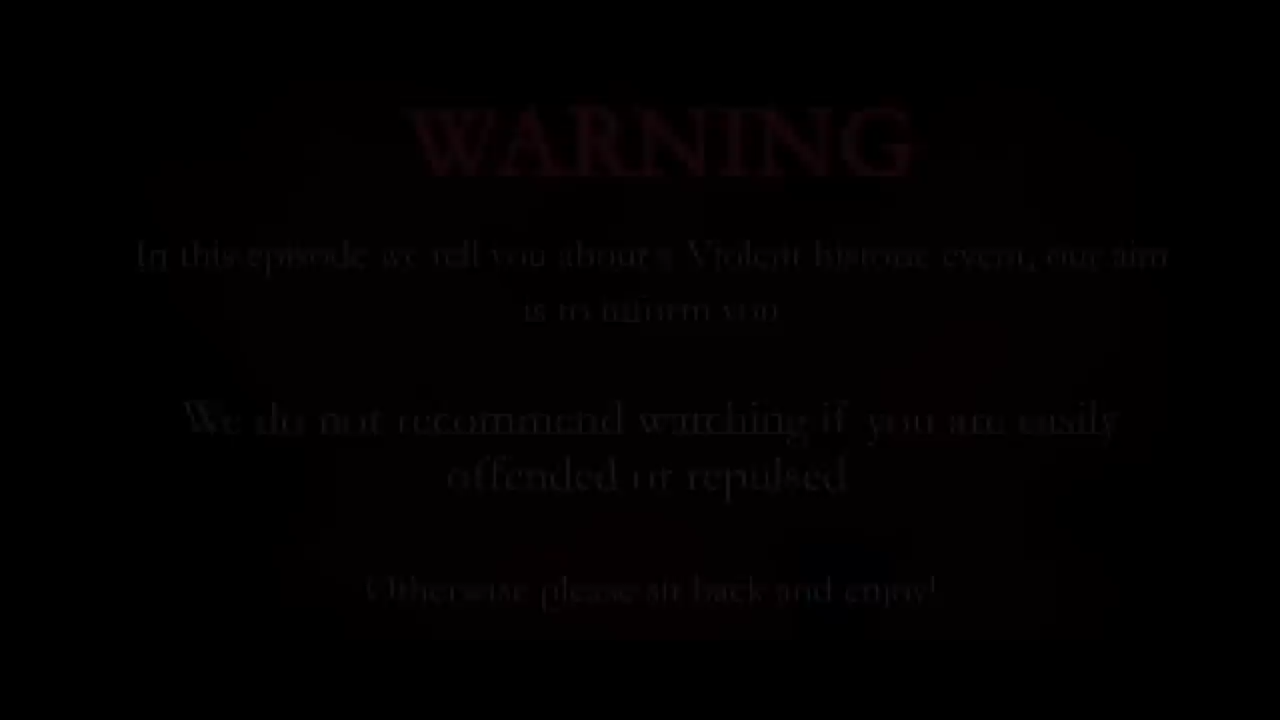 WARNING
In this episode we tell you about a Violent historic event, our aim
is to inform you
We do not recommend watching if you are easily
offended or repulsed
Otherwise please sit back and enjoy!